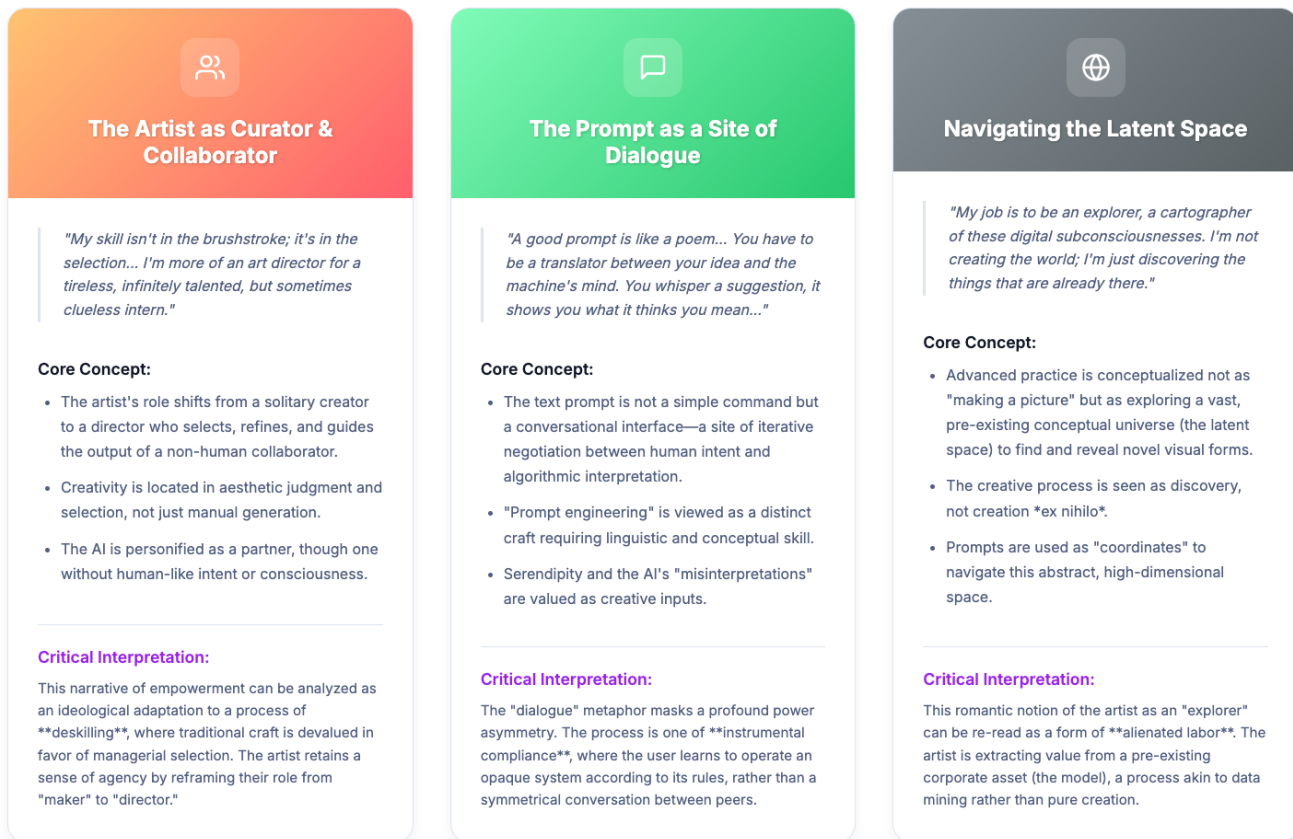 The Artist as Curator &
Collaborator
"My skill isn't in the brushstroke; it's in the
selection... I'm more of an art director for a
tireless, infinitely talented, but sometimes
clueless intern."
Core Concept:
• The artist's role shifts from a solitary creator
to a director who selects, refines, and guides
the output of a non-human collaborator.
• Creativity is located in aesthetic judgment and
selection, not just manual generation.
• The AI is personified as a partner, though one
without human-like intent or consciousness.
Critical Interpretation:
This narrative of empowerment can be analyzed as
an ideological adaptation to a process of
**deskilling**, where traditional craft is devalued in
favor of managerial selection. The artist retains a
sense of agency by reframing their role from
"maker" to "director."
The Prompt as a Site of
Dialogue
"A good prompt is like a poem... You have to
be a translator between your idea and the
machine's mind. You whisper a suggestion, it
shows you what it thinks you mean..."
Core Concept:
• The text prompt is not a simple command but
a conversational interface—a site of iterative
negotiation between human intent and
algorithmic interpretation.
• "Prompt engineering" is viewed as a distinct
craft requiring linguistic and conceptual skill.
• Serendipity and the AI's "misinterpretations"
are valued as creative inputs.
Critical Interpretation:
The "dialogue" metaphor masks a profound power
asymmetry. The process is one of **instrumental
compliance**, where the user learns to operate an
opaque system according to its rules, rather than a
symmetrical conversation between peers.
Navigating the Latent Space
"My job is to be an explorer, a cartographer
of these digital subconsciousnesses. I'm not
creating the world; I'm just discovering the
things that are already there."
Core Concept:
• Advanced practice is conceptualized not as
"making a picture" but as exploring a vast,
pre-existing conceptual universe (the latent
space) to find and reveal novel visual forms.
• The creative process is seen as discovery,
not creation *ex nihilo*.
• Prompts are used as "coordinates" to
navigate this abstract, high-dimensional
space.
Critical Interpretation:
This romantic notion of the artist as an "explorer"
can be re-read as a form of **alienated labor**. The
artist is extracting value from a pre-existing
corporate asset (the model), a process akin to data
mining rather than pure creation.